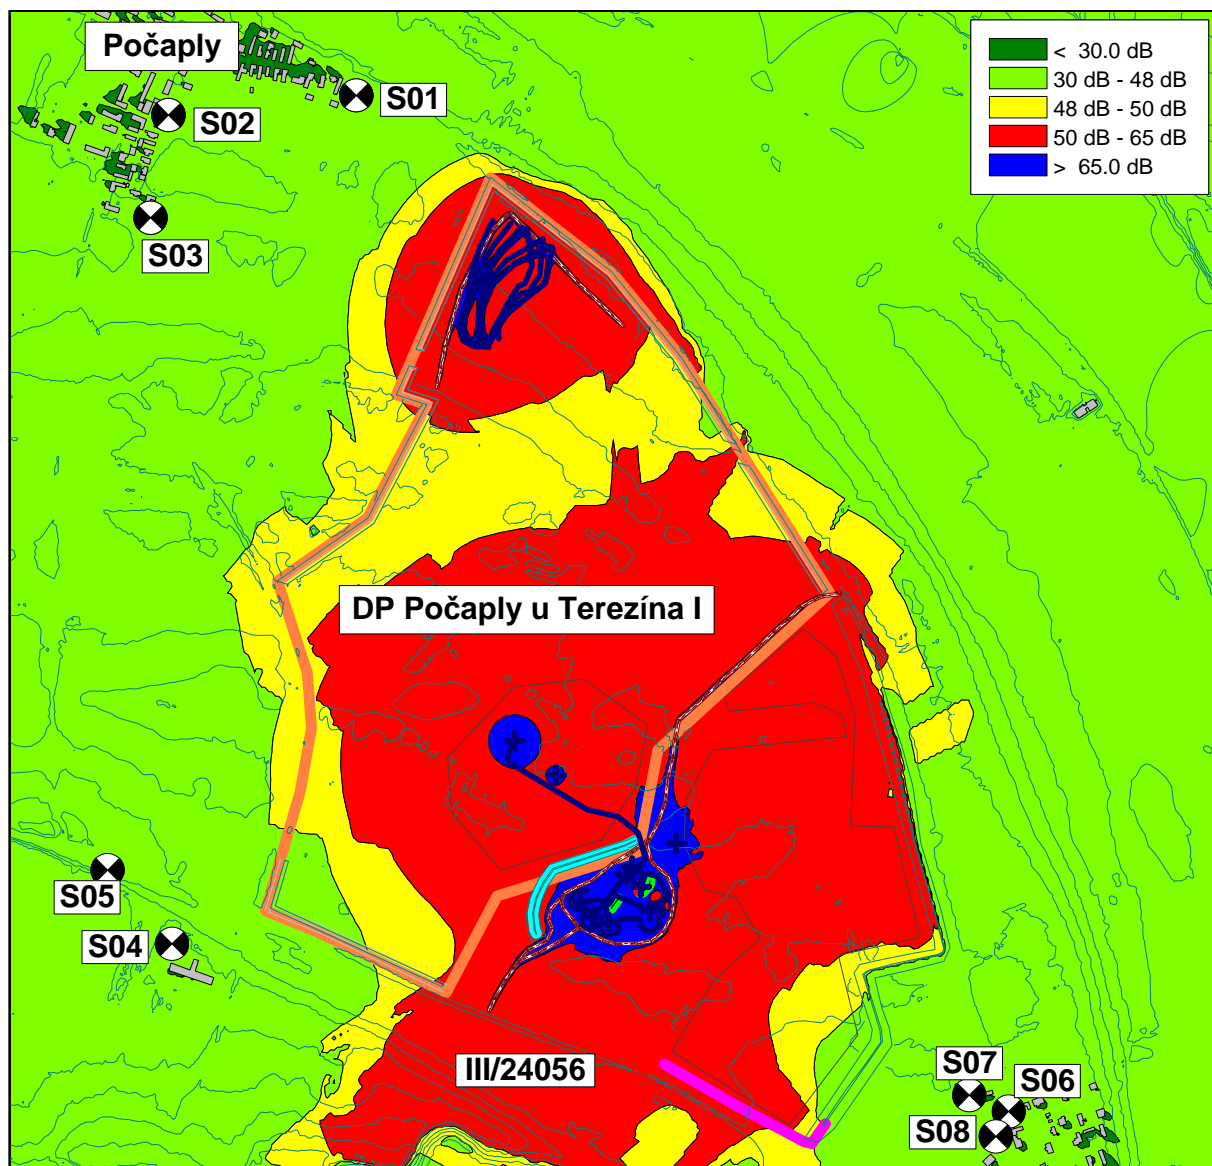 Počaply
S01
S02
S03
< 30.0 dB
30 dB - 48 dB
48 dB - 50 dB
50 dB - 65 dB
> 65.0 dB
DP Počaply u Terezína I
S05
S04
III/24056
S07
S06
S08